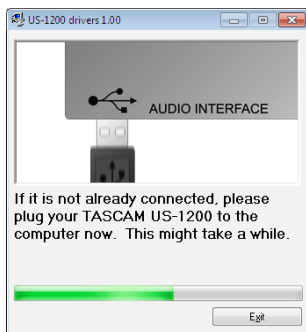 US-1200 drivers 1.00
AUDIO INTERFACE
If it is not already connected, please
plug your TASCAM US-1200 to the
computer now.  This might take a while.
Exit